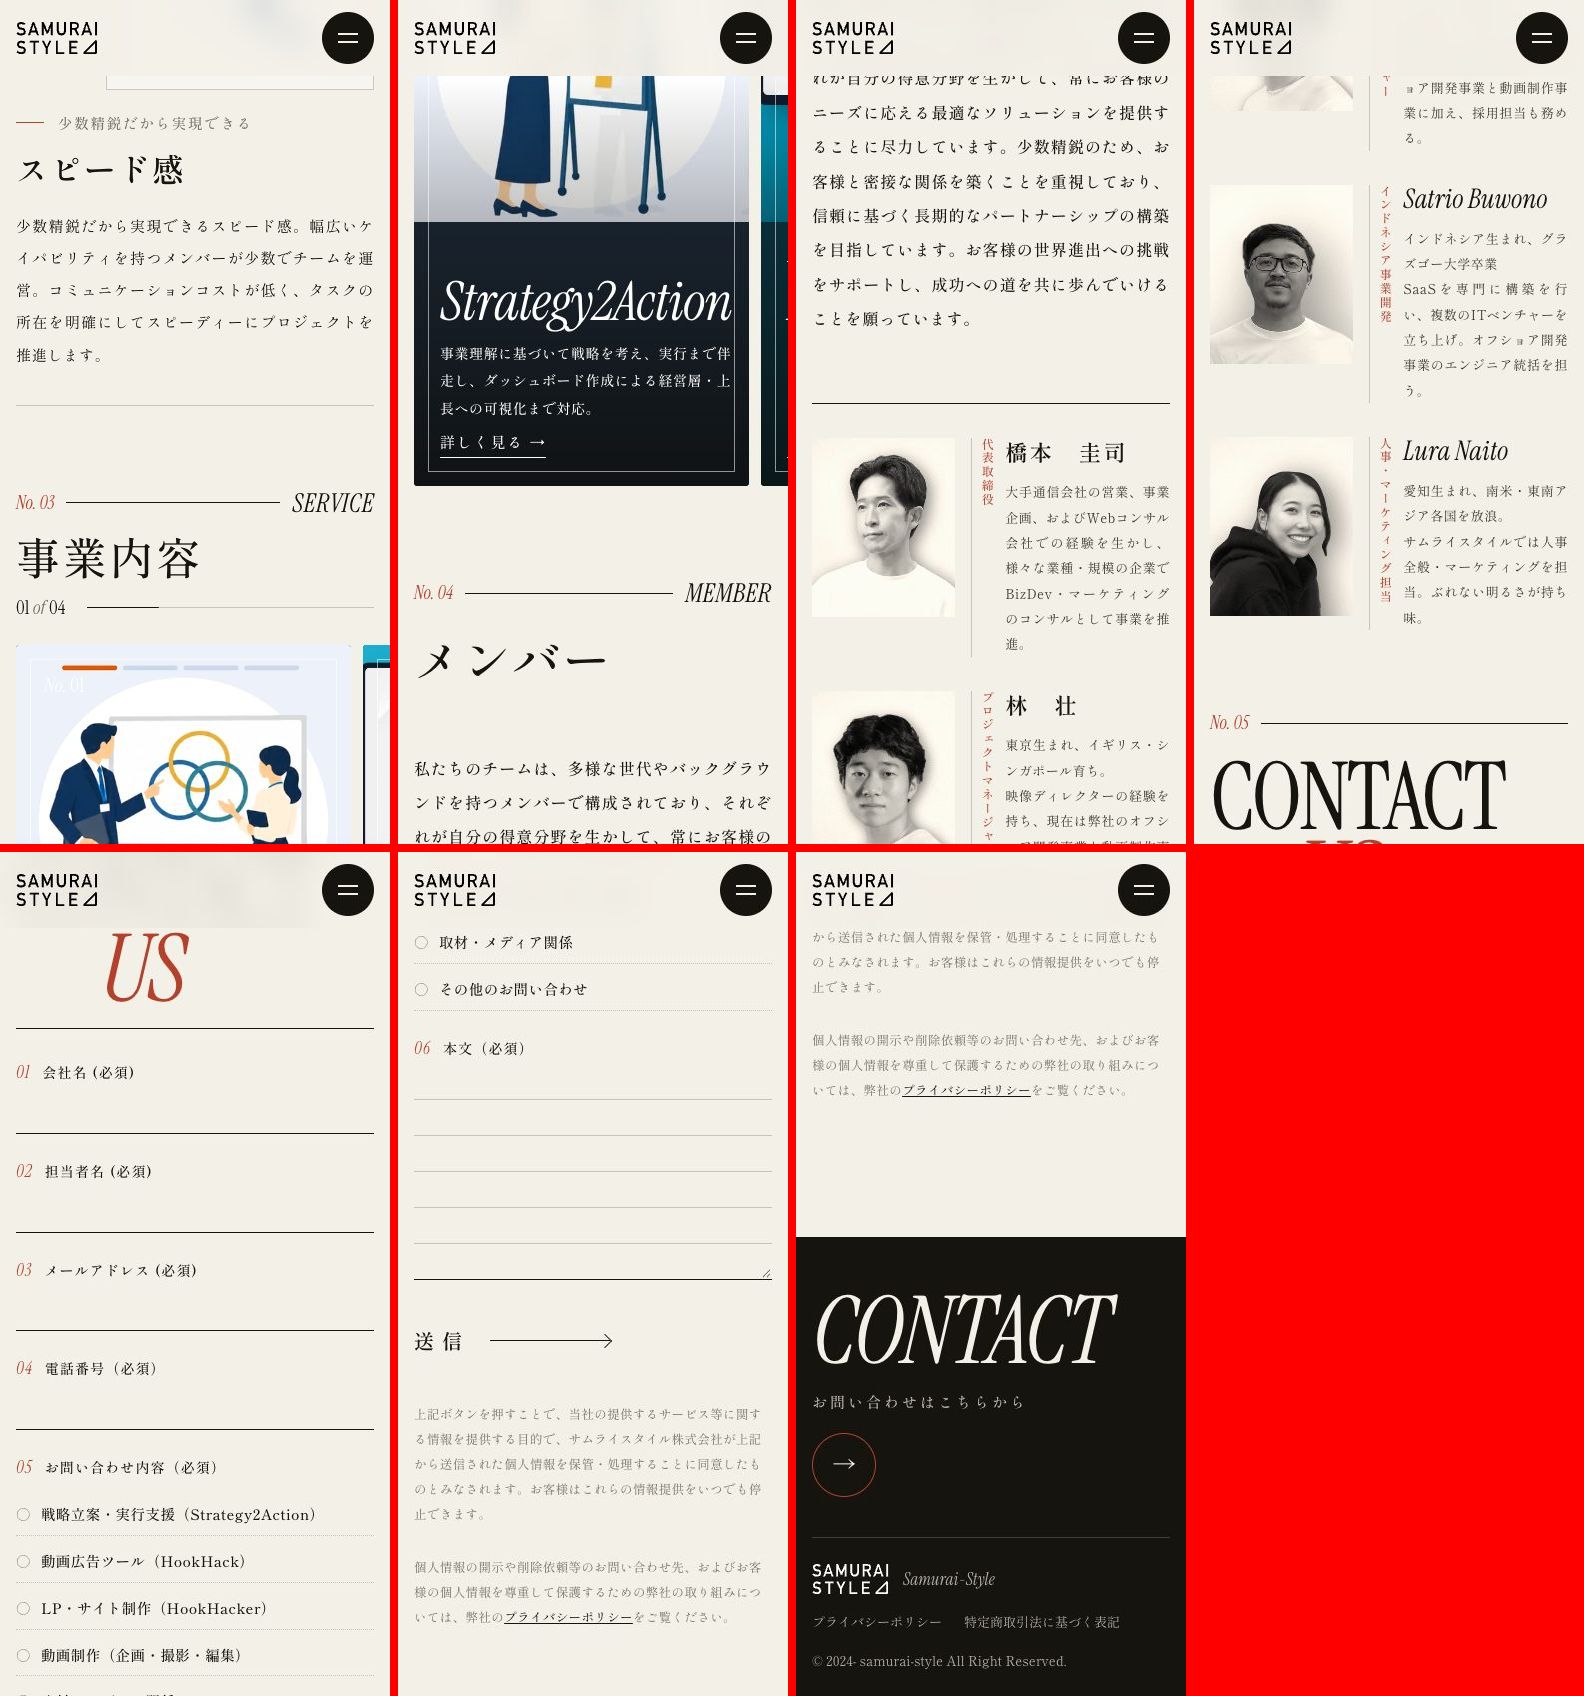 SAMURAI
STYLE
少数精鋭だから実現できる
スピード感
少数精鋭だから実現できるスピード感。幅広いケ
イパビリティを持つメンバーが少数でチームを運
営。コミュニケーションコストが低く、タスクの
所在を明確にしてスピーディーにプロジェクトを
推進します。
No. 03
SERVICE
事業内容
01 of 04
No. 01
SAMURAI
STYLE
Strategy2Action
事業理解に基づいて戦略を考え、実行まで伴
走し、ダッシュボード作成による経営層・上
長への可視化まで対応。
詳しく見る →
No. 04
MEMBER
メンバー
私たちのチームは、多様な世代やバックグラウ
ンドを持つメンバーで構成されており、それぞ
れが自分の得意分野を生かして、常にお客様の
SAMURAI
STYLE
れが自分の得意分野を生かして、常にお客様の
ニーズに応える最適なソリューションを提供す
ることに尽力しています。少数精鋭のため、お
客様と密接な関係を築くことを重視しており、
信頼に基づく長期的なパートナーシップの構築
を目指しています。お客様の世界進出への挑戦
をサポートし、成功への道を共に歩んでいける
ことを願っています。
代表取締役
橋本 圭司
大手通信会社の営業、事業
企画、およびWebコンサル
会社での経験を生かし、
様々な業種・規模の企業で
BizDev・マーケティング
のコンサルとして事業を推
進。
プロジェクトマネージャ
林 壮
東京生まれ、イギリス・シ
ンガポール育ち。
映像ディレクターの経験を
持ち、現在は弊社のオフシ
ョア開発事業と動画制作事
SAMURAI
STYLE
ャー
ョア開発事業と動画制作事
業に加え、採用担当も務め
る。
インドネシア事業開発
Satrio Buwono
インドネシア生まれ、グラ
ズゴー大学卒業
SaaSを専門に構築を行
い、複数のITベンチャーを
立ち上げ。オフショア開発
事業のエンジニア統括を担
う。
人事・マーケティング担当
Lura Naito
愛知生まれ、南米・東南ア
ジア各国を放浪。
サムライスタイルでは人事
全般・マーケティングを担
当。ぶれない明るさが持ち
味。
No. 05
CONTACT
US
SAMURAI
STYLE
US
01 会社名 (必須)
02 担当者名 (必須)
03 メールアドレス (必須)
04 電話番号（必須）
05 お問い合わせ内容（必須）
戦略立案・実行支援（Strategy2Action）
動画広告ツール（HookHack）
LP・サイト制作（HookHacker）
動画制作（企画・撮影・編集）
SAMURAI
STYLE
取材・メディア関係
その他のお問い合わせ
06 本文（必須）
送信
上記ボタンを押すことで、当社の提供するサービス等に関す
る情報を提供する目的で、サムライスタイル株式会社が上記
から送信された個人情報を保管・処理することに同意したも
のとみなされます。お客様はこれらの情報提供をいつでも停
止できます。
個人情報の開示や削除依頼等のお問い合わせ先、およびお客
様の個人情報を尊重して保護するための弊社の取り組みにつ
いては、弊社のプライバシーポリシーをご覧ください。
SAMURAI
STYLE
から送信された個人情報を保管・処理することに同意したも
のとみなされます。お客様はこれらの情報提供をいつでも停
止できます。
個人情報の開示や削除依頼等のお問い合わせ先、およびお客
様の個人情報を尊重して保護するための弊社の取り組みにつ
いては、弊社のプライバシーポリシーをご覧ください。
CONTACT
お問い合わせはこちらから
→
SAMURAI
STYLE
Samurai-Style
プライバシーポリシー 特定商取引法に基づく表記
© 2024- samurai-style All Right Reserved.